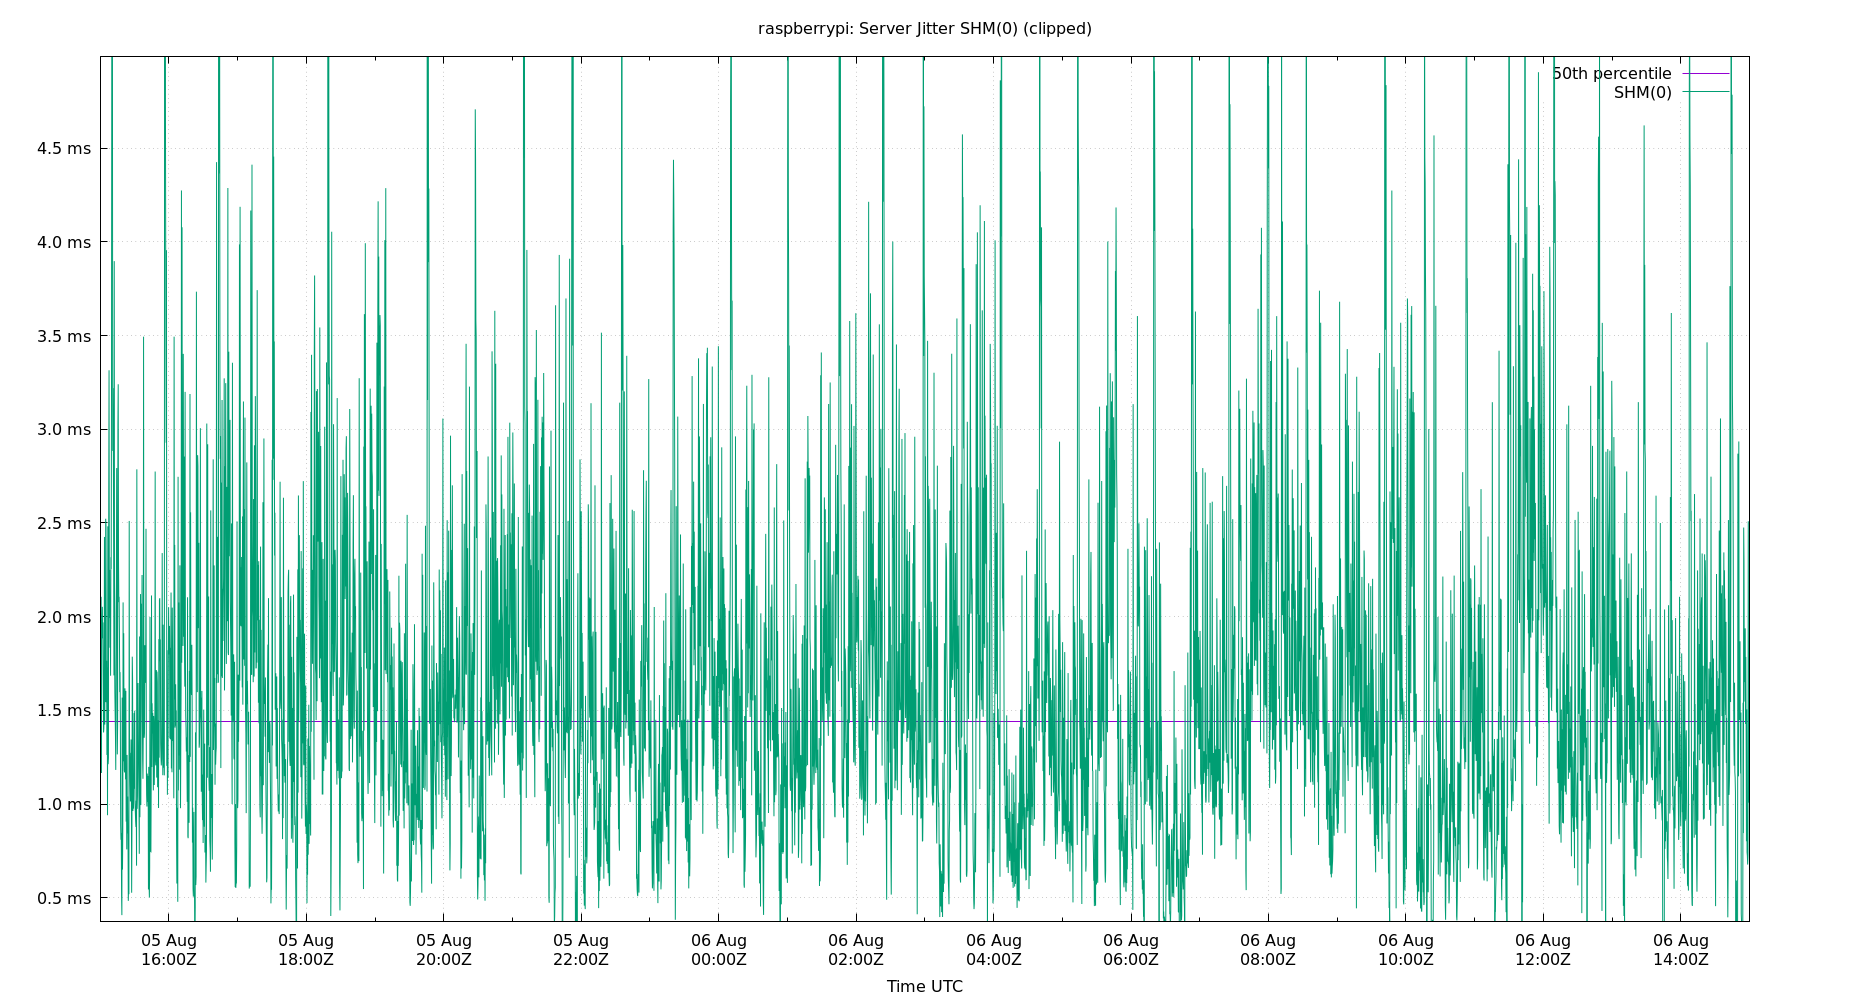 raspberrypi: Server Jitter SHM(0) (clipped)
50th percentile
SHM(0)
4.5 ms
4.0 ms
3.5 ms
3.0 ms
2.5 ms
2.0 ms
1.5 ms
1.0 ms
0.5 ms
05 Aug 05 Aug 05 Aug 05 Aug 06 Aug 06 Aug 06 Aug 06 Aug 06 Aug 06 Aug 06 Aug 06 Aug
16:00Z 18:00Z 20:00Z 22:00Z 00:00Z 02:00Z 04:00Z 06:00Z 08:00Z 10:00Z 12:00Z 14:00Z
Time UTC